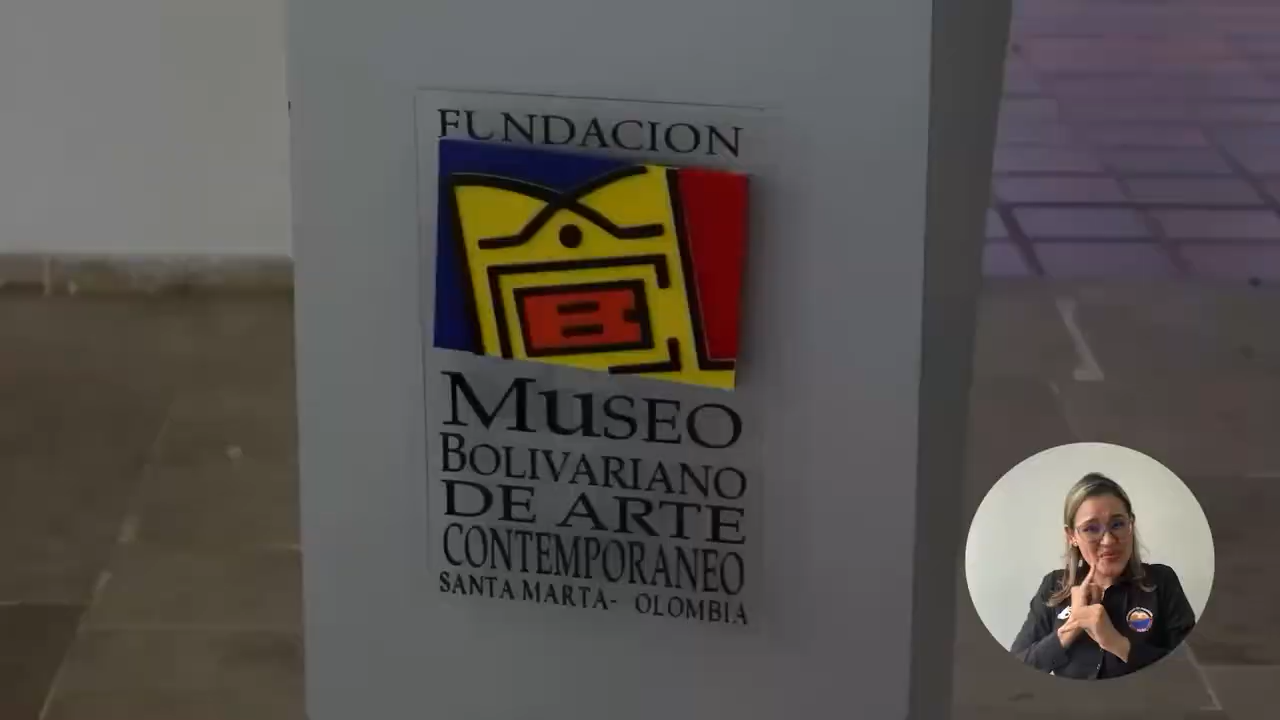 FUNDACION
MUSEO
BOLIVARIANO
DE ARTE
CONTEMPORANEO
SANTA MARTA- OLOMBIA